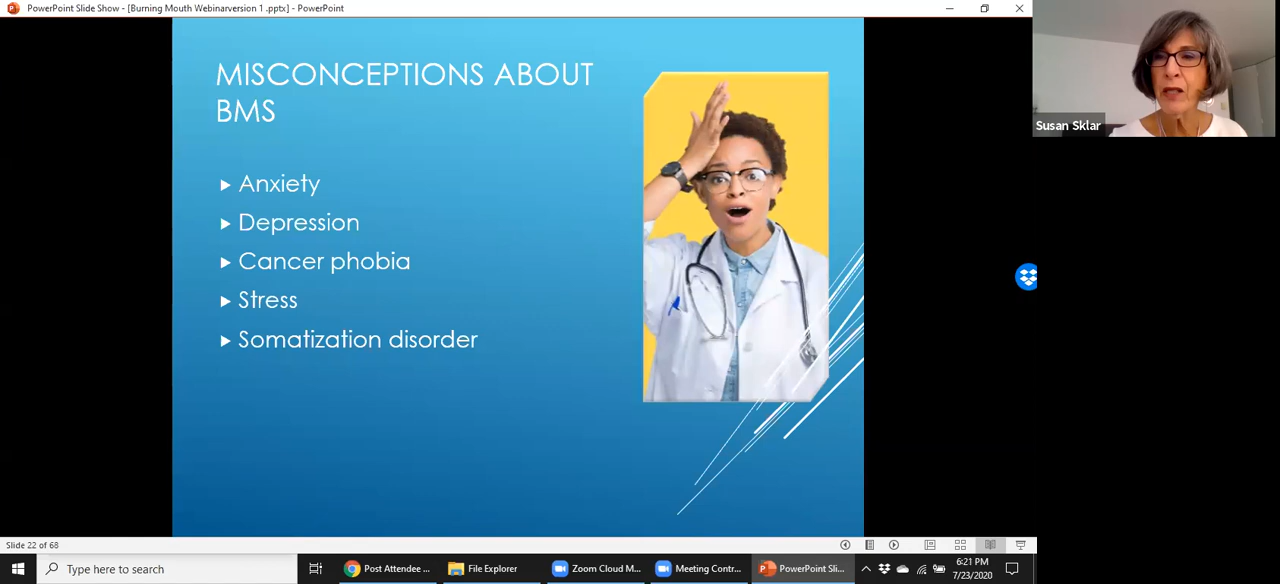 PowerPoint Slide Show - [Burning Mouth Webinarversion 1 .pptx] - PowerPoint
MISCONCEPTIONS ABOUT
BMS
Anxiety
Depression
Cancer phobia
Stress
Somatization disorder
Susan Sklar
Slide 22 of 68
Type here to search
Post Attendee ...
File Explorer
Zoom Cloud M...
Meeting Contr...
PowerPoint Sli...
6:21 PM
7/23/2020